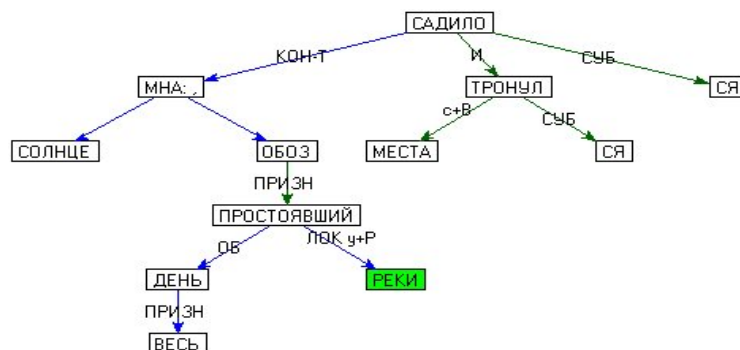 САДИЛО
КОН-Т И СУБ
МНА: , ТРОНУЛ СЯ
с+В СУБ
СОЛНЦЕ ОБОЗ МЕСТА СЯ
ПРИЗН
ПРОСТОЯВШИЙ
ОБ ЛОК у+Р
ДЕНЬ РЕКИ
ПРИЗН
ВЕСЬ